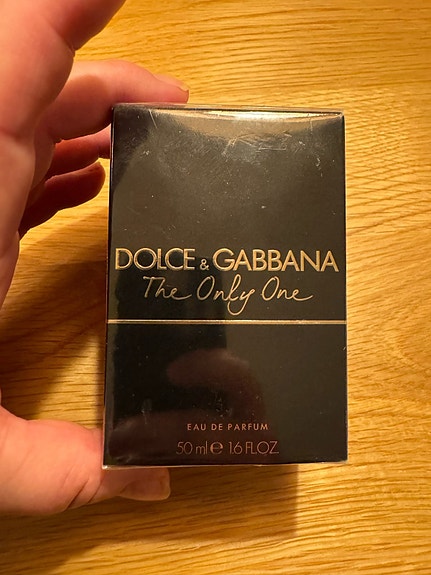 DOLCE & GABBANA
The Only One
EAU DE PARFUM
50 ml ℮ 1.6 FL.OZ.